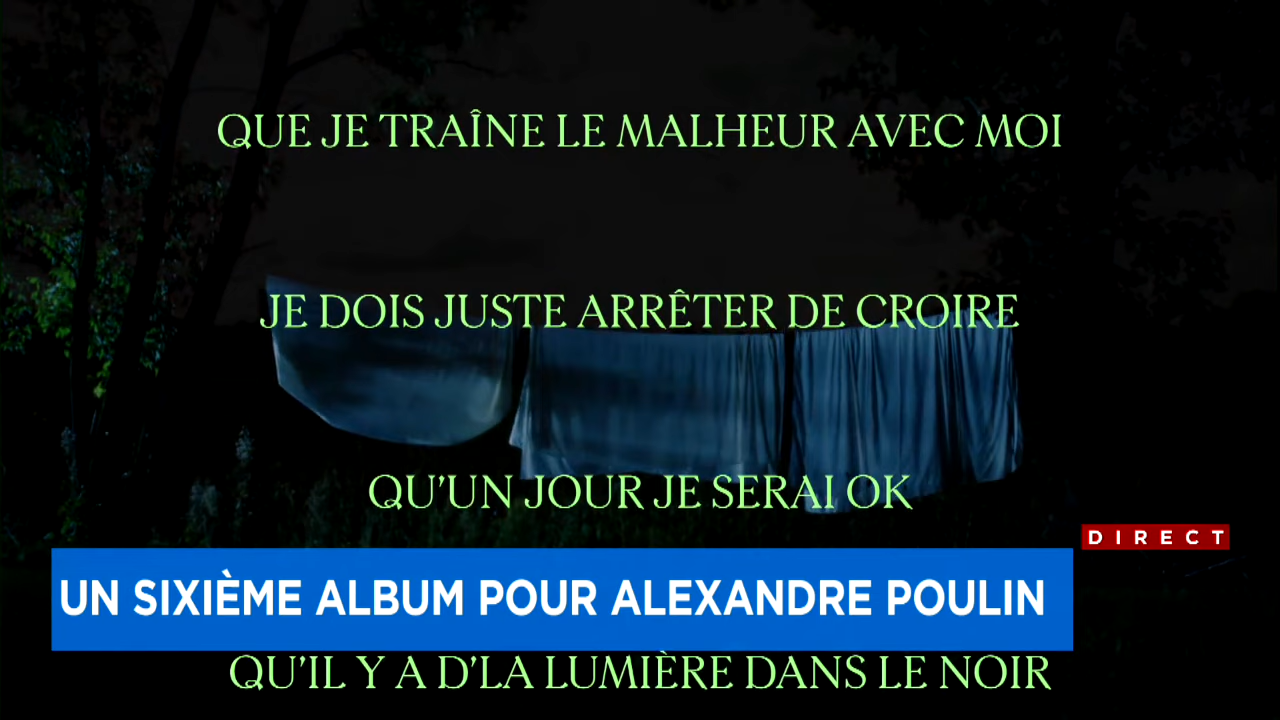 QUE JE TRAÎNE LE MALHEUR AVEC MOI
JE DOIS JUSTE ARRÊTER DE CROIRE
QU'UN JOUR JE SERAI OK
DIRECT
UN SIXIÈME ALBUM POUR ALEXANDRE POULIN
QU'IL Y A D'LA LUMIÈRE DANS LE NOIR